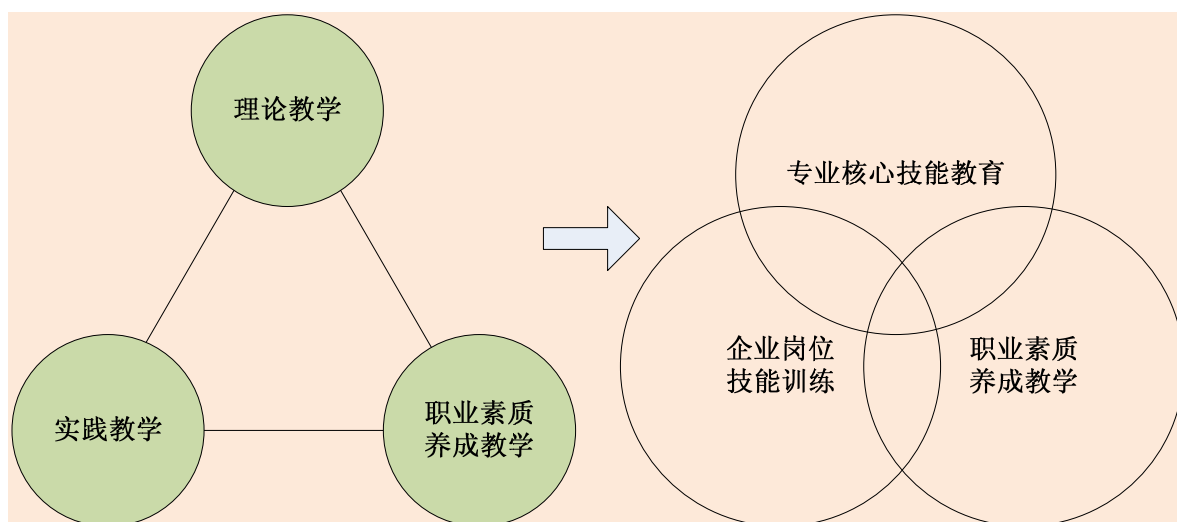 理论教学
实践教学
职业素质
养成教学
专业核心技能教育
企业岗位
技能训练
职业素质
养成教学